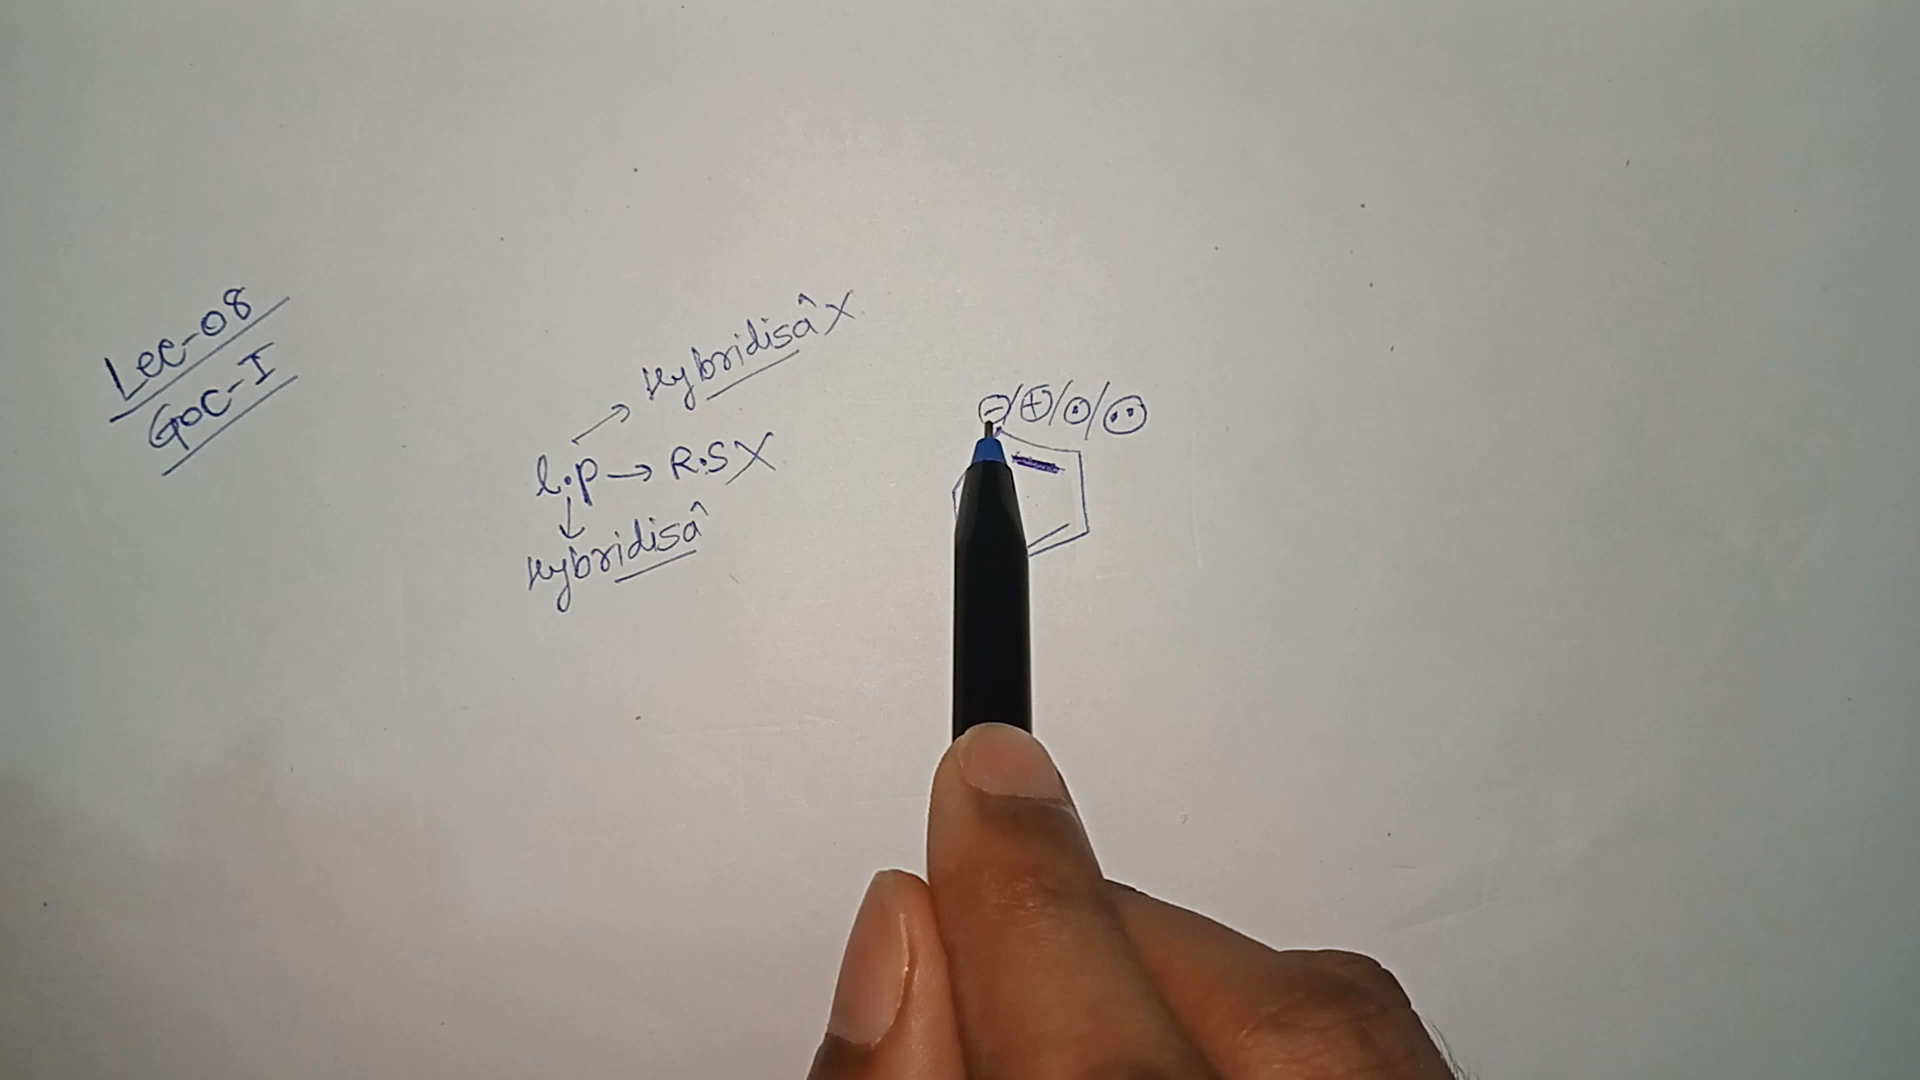 Lec-08
GOC-I
Hybridisâ X
l.p → R.S X
Hybridisâ
⊖/⊕/⊙/··